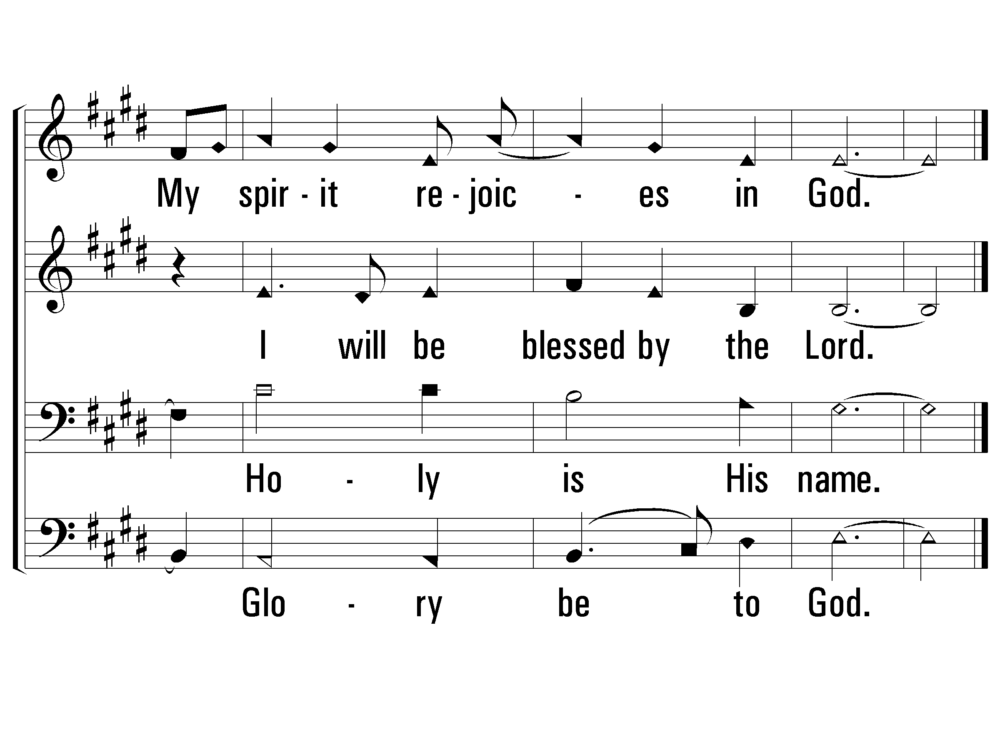 My spir - it re - joic - es in God.
I will be blessed by the Lord.
Ho - ly is His name.
Glo - ry be to God.